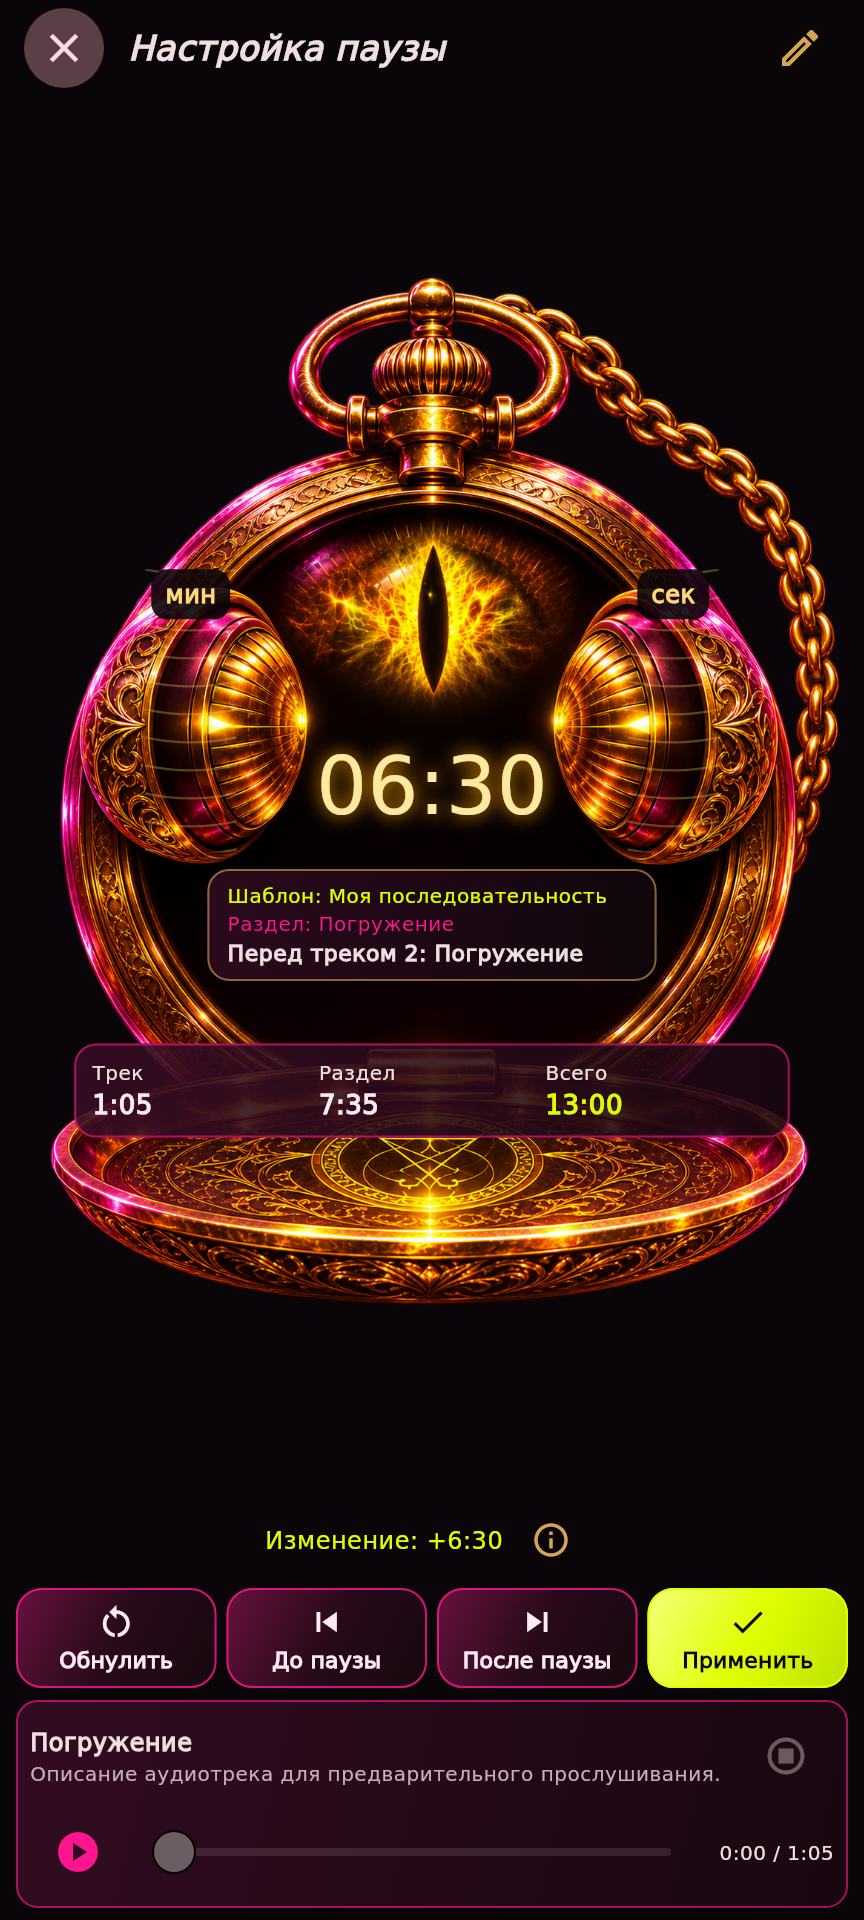 Настройка паузы
мин
сек
06:30
Шаблон: Моя последовательность
Раздел: Погружение
Перед треком 2: Погружение
Трек
Раздел
Всего
1:05
7:35
13:00
Изменение: +6:30
Обнулить
До паузы
После паузы
Применить
Погружение
Описание аудиотрека для предварительного прослушивания.
0:00 / 1:05